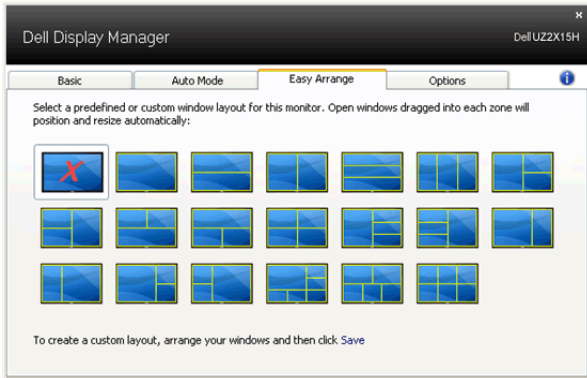 x
Dell Display Manager
Dell UZ2X15H
Basic
Auto Mode
Easy Arrange
Options
i
Select a predefined or custom window layout for this monitor. Open windows dragged into each zone will
position and resize automatically:
X
To create a custom layout, arrange your windows and then click Save